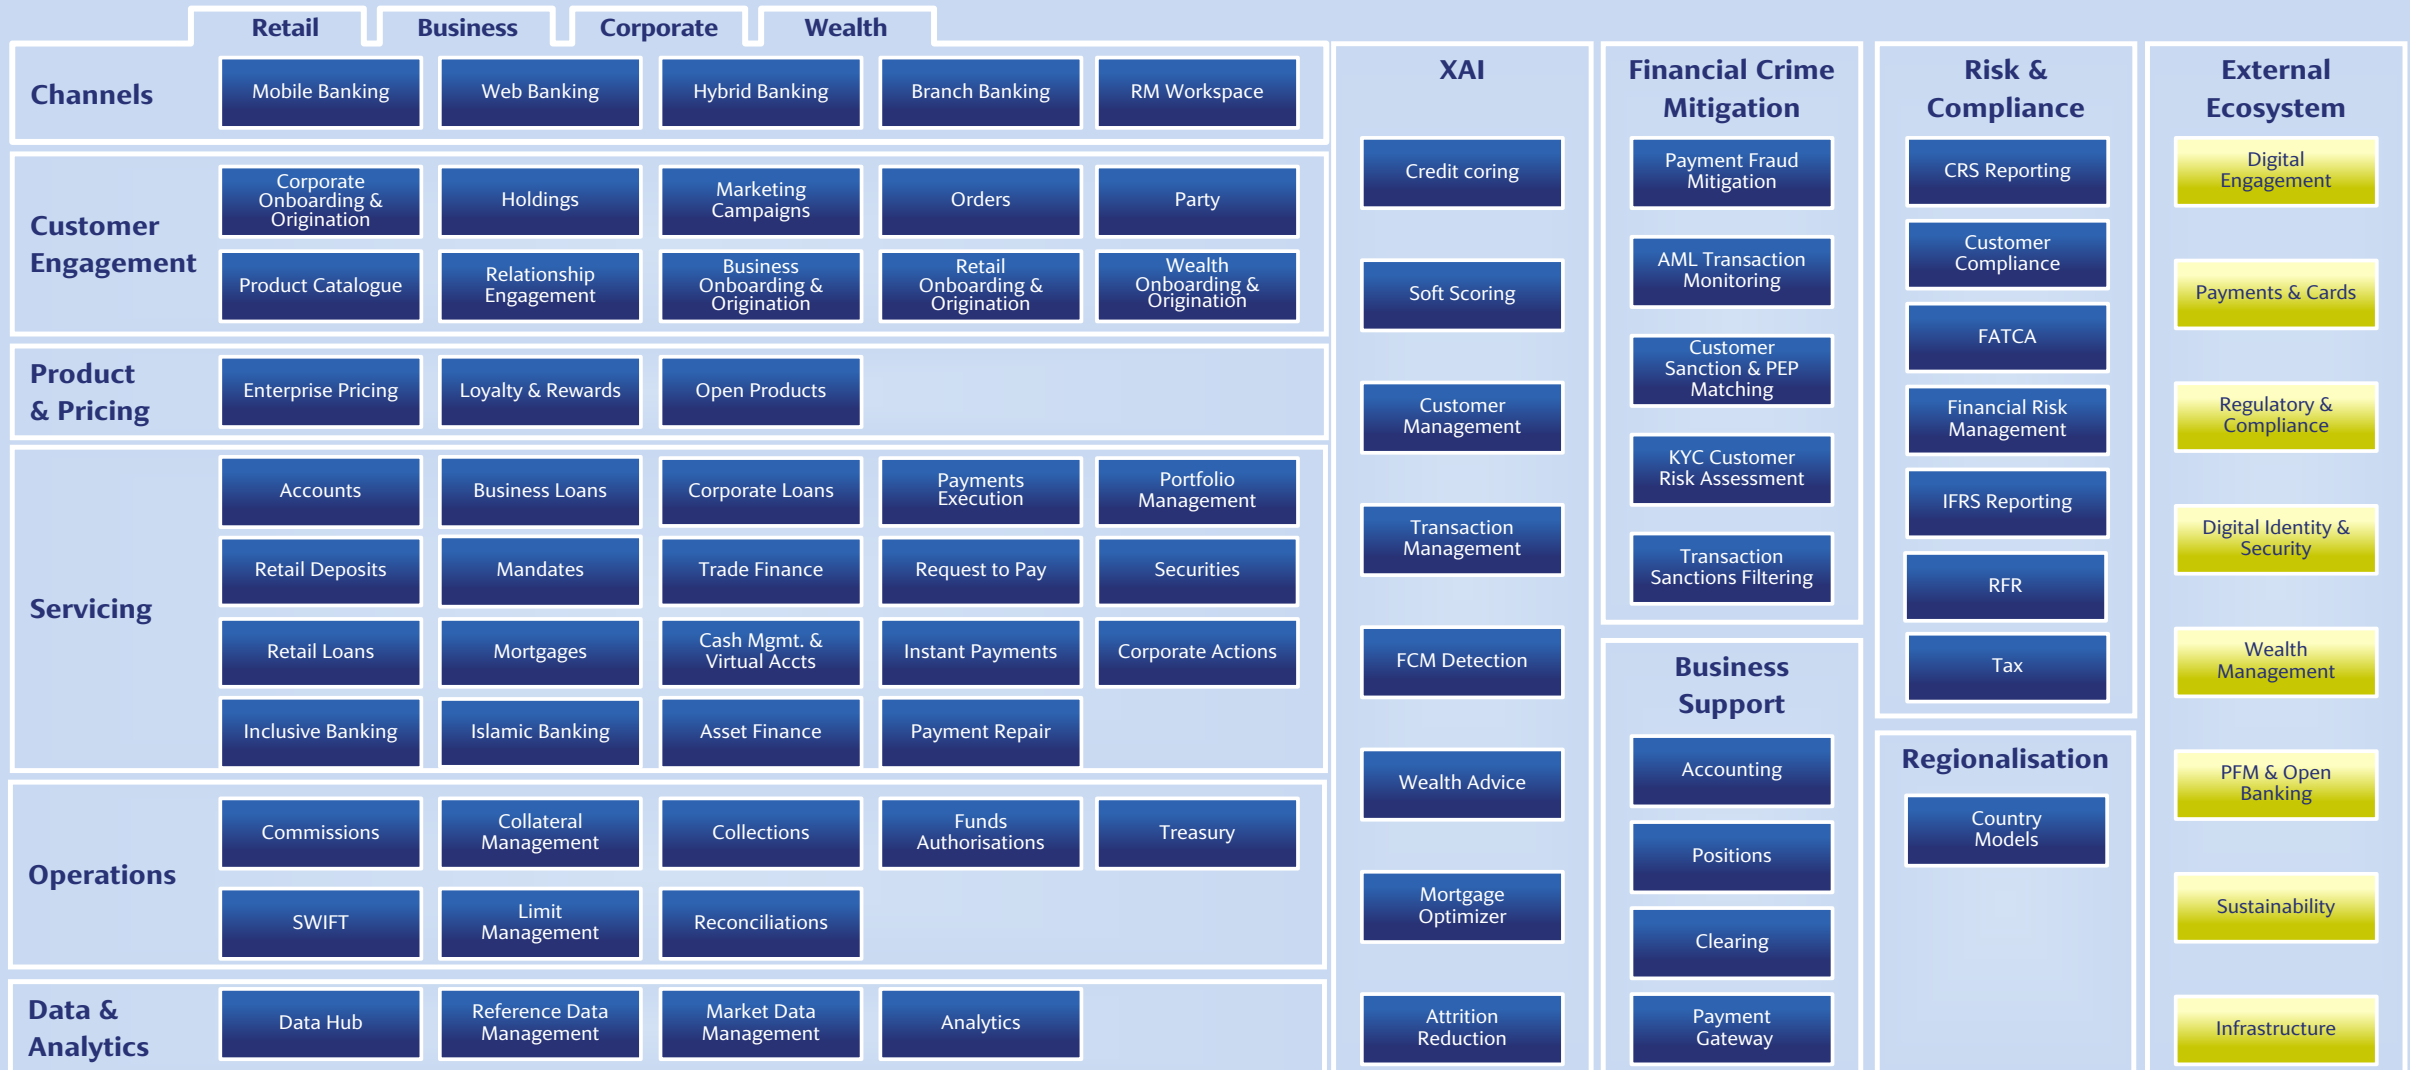 Retail
Business
Corporate
Wealth
Channels
Mobile Banking
Web Banking
Hybrid Banking
Branch Banking
RM Workspace
Customer
Engagement
Corporate
Onboarding &
Origination
Holdings
Marketing
Campaigns
Orders
Party
Product Catalogue
Relationship
Engagement
Business
Onboarding &
Origination
Retail
Onboarding &
Origination
Wealth
Onboarding &
Origination
Product
& Pricing
Enterprise Pricing
Loyalty & Rewards
Open Products
Servicing
Accounts
Business Loans
Corporate Loans
Payments
Execution
Portfolio
Management
Retail Deposits
Mandates
Trade Finance
Request to Pay
Securities
Retail Loans
Mortgages
Cash Mgmt. &
Virtual Accts
Instant Payments
Corporate Actions
Inclusive Banking
Islamic Banking
Asset Finance
Payment Repair
Operations
Commissions
Collateral
Management
Collections
Funds
Authorisations
Treasury
SWIFT
Limit
Management
Reconciliations
Data &
Analytics
Data Hub
Reference Data
Management
Market Data
Management
Analytics
XAI
Credit coring
Soft Scoring
Customer
Management
Transaction
Management
FCM Detection
Wealth Advice
Mortgage
Optimizer
Attrition
Reduction
Financial Crime
Mitigation
Payment Fraud
Mitigation
AML Transaction
Monitoring
Customer
Sanction & PEP
Matching
KYC Customer
Risk Assessment
Transaction
Sanctions Filtering
Business
Support
Accounting
Positions
Clearing
Payment
Gateway
Risk &
Compliance
CRS Reporting
Customer
Compliance
FATCA
Financial Risk
Management
IFRS Reporting
RFR
Tax
Regionalisation
Country
Models
External
Ecosystem
Digital
Engagement
Payments & Cards
Regulatory &
Compliance
Digital Identity &
Security
Wealth
Management
PFM & Open
Banking
Sustainability
Infrastructure